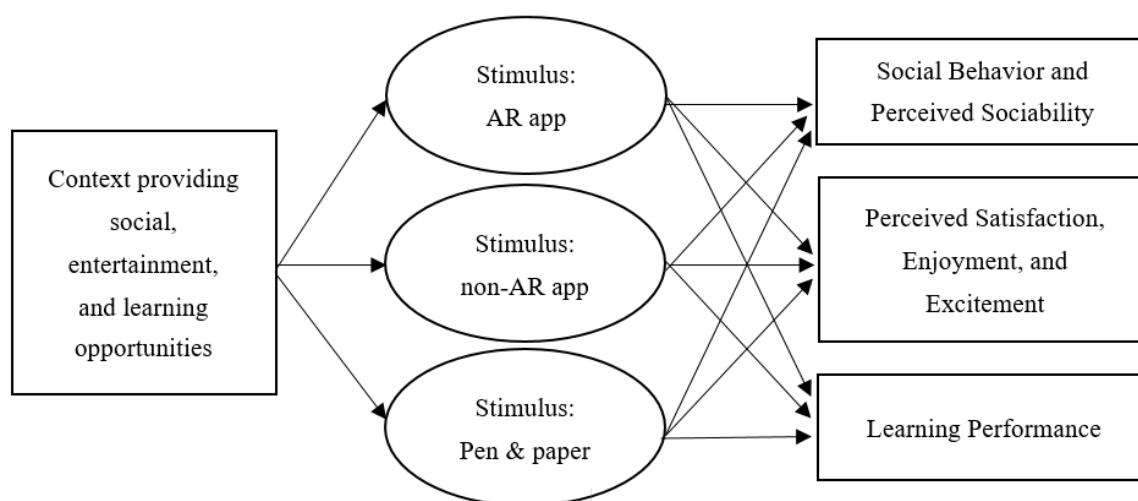 Context providing
social,
entertainment,
and learning
opportunities
Stimulus:
AR app
Stimulus:
non-AR app
Stimulus:
Pen & paper
Social Behavior and
Perceived Sociability
Perceived Satisfaction,
Enjoyment, and
Excitement
Learning Performance